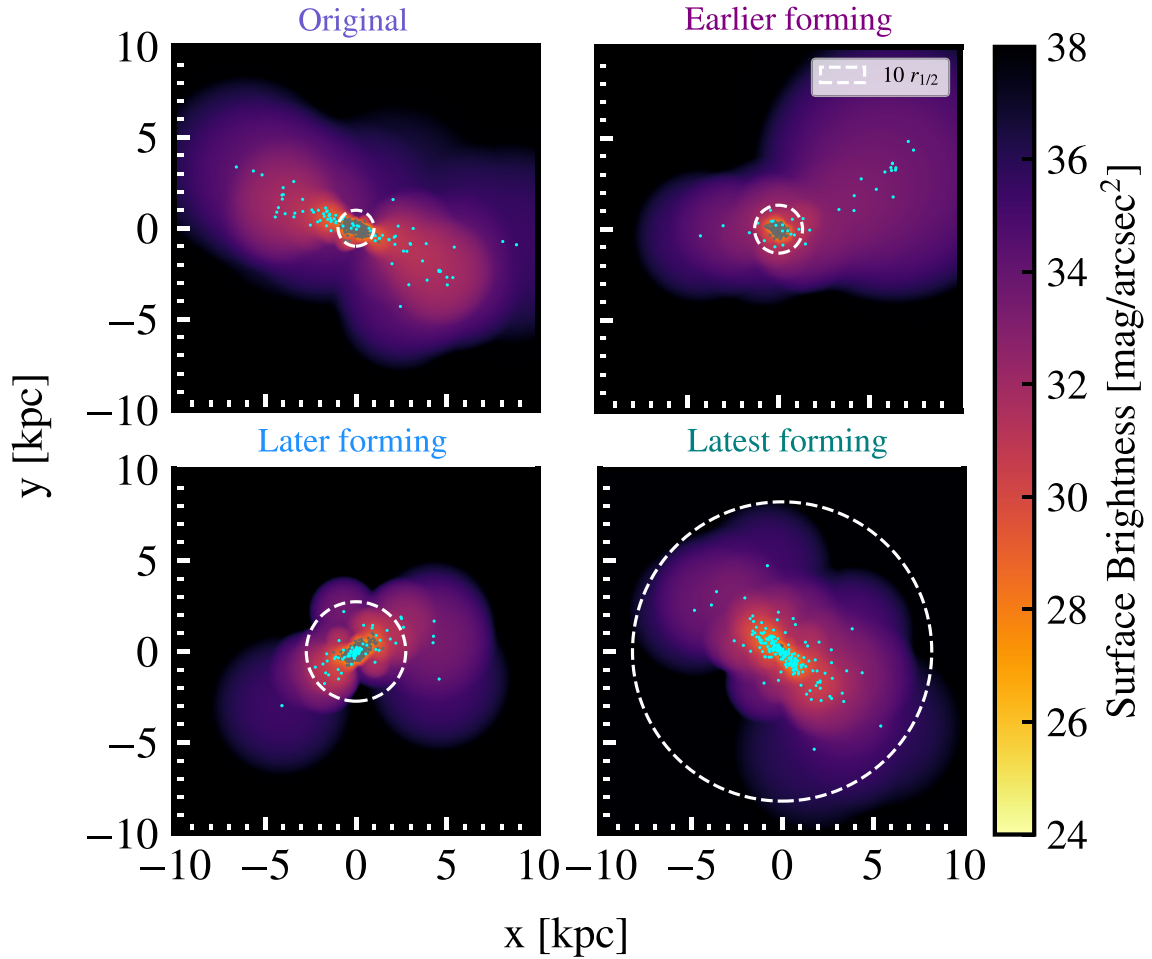 Original
Earlier forming
10
5
0
−5
−10
10 r1/2
Later forming
Latest forming
10
5
0
−5
−10
−10 −5 0 5 10
−10 −5 0 5 10
x [kpc]
y [kpc]
38
36
34
32
30
28
26
24
Surface Brightness [mag/arcsec²]